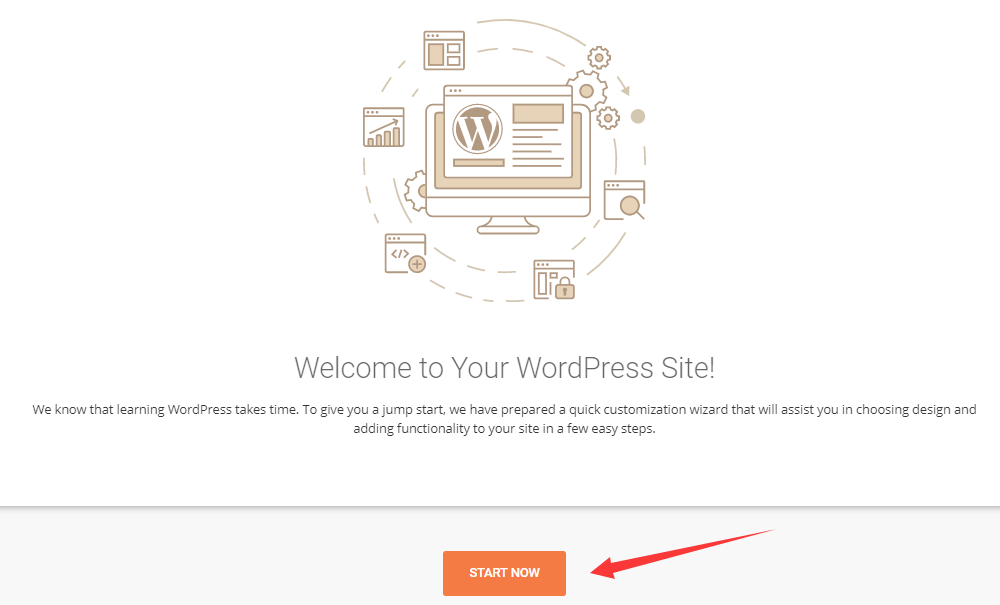 Welcome to Your WordPress Site!
We know that learning WordPress takes time. To give you a jump start, we have prepared a quick customization wizard that will assist you in choosing design and
adding functionality to your site in a few easy steps.
START NOW